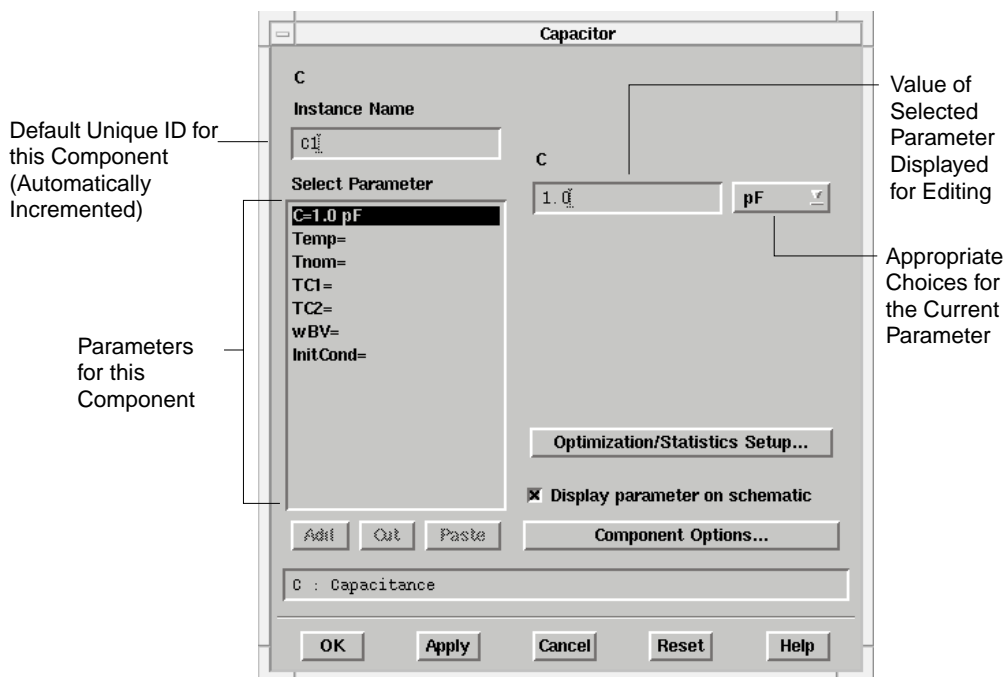 Capacitor
C
Instance Name
C1
Select Parameter
C=1.0 pF
Temp=
Tnom=
TC1=
TC2=
wBV=
InitCond=
Add Cut Paste
C
1.0 pF
Optimization/Statistics Setup...
Display parameter on schematic
Component Options...
C : Capacitance
OK Apply Cancel Reset Help
Default Unique ID for
this Component
(Automatically
Incremented)
Parameters
for this
Component
Value of
Selected
Parameter
Displayed
for Editing
Appropriate
Choices for
the Current
Parameter